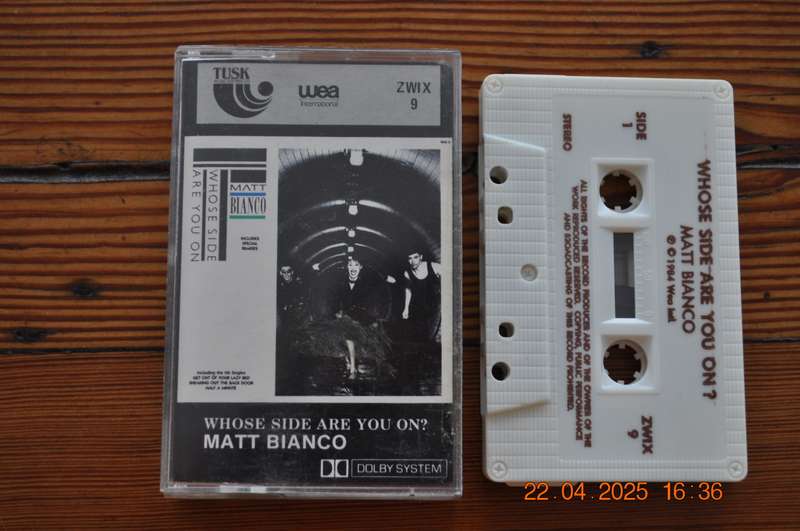 TUSK
wea
International
ZWIX
9
MATT
BIANCO
WHOSE SIDE
ARE YOU ON
INCLUDES
SPECIAL
REMIXES
Including the hit Singles
GET OUT OF YOUR LAZY BED
SNEAKING OUT THE BACK DOOR
HALF A MINUTE
WHOSE SIDE ARE YOU ON?
MATT BIANCO
DOLBY SYSTEM
WHOSE SIDE ARE YOU ON?
MATT BIANCO
℗ © 1984 Wea Int.
SIDE
1
ZWIX
9
STEREO
ALL RIGHTS OF THE RECORD PRODUCER AND OF THE OWNER OF THE
WORK REPRODUCED RESERVED. COPYING, PUBLIC PERFORMANCE
AND BROADCASTING OF THIS RECORD PROHIBITED.
22.04.2025 16:36